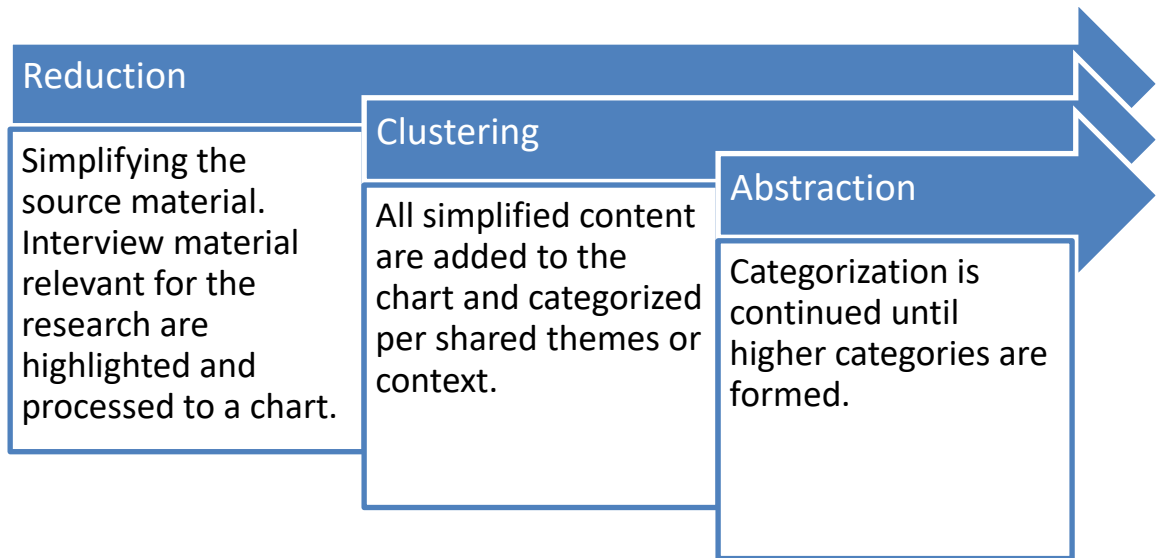 Reduction
Simplifying the
source material.
Interview material
relevant for the
research are
highlighted and
processed to a chart.
Clustering
All simplified content
are added to the
chart and categorized
per shared themes or
context.
Abstraction
Categorization is
continued until
higher categories are
formed.